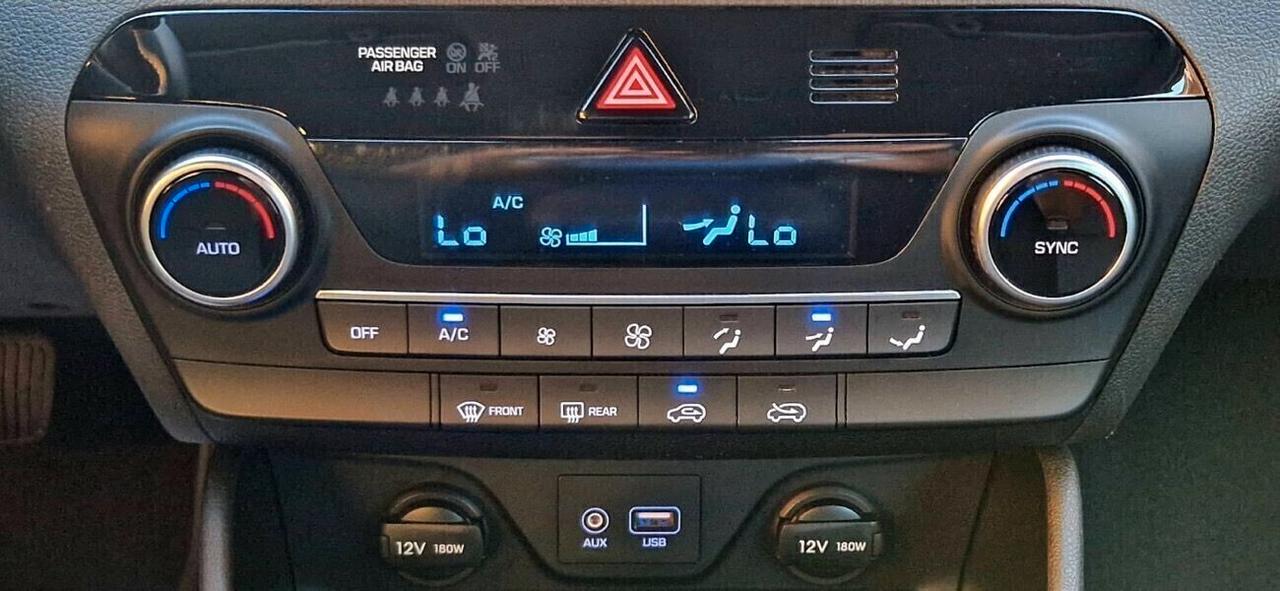 PASSENGER
AIR BAG
ON OFF
A/C
Lo Lo
AUTO
SYNC
OFF A/C
FRONT REAR
AUX USB
12V 180W
12V 180W